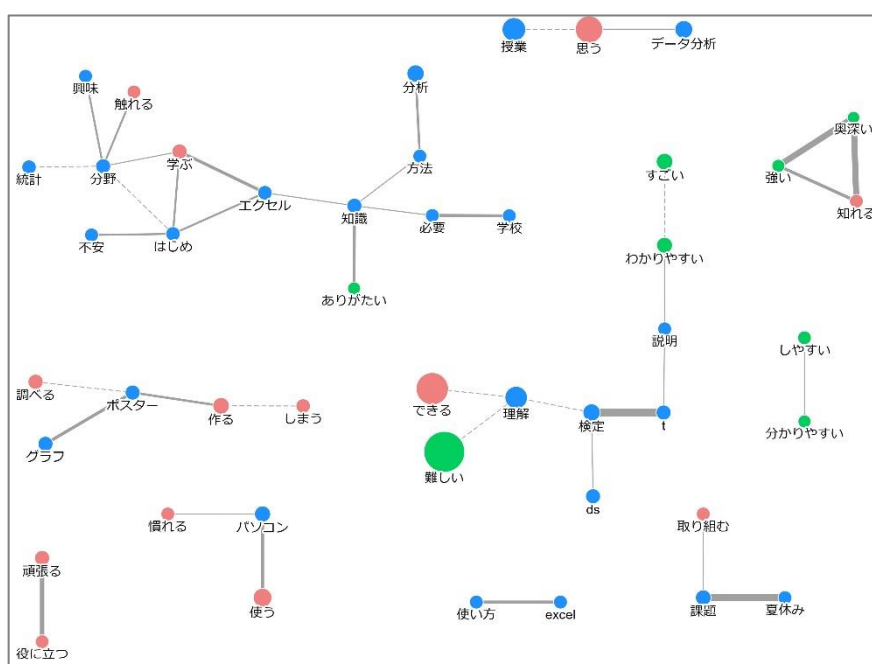 授業
思う
データ分析
興味
触れる
分析
奥深い
統計
分野
学ぶ
方法
すごい
強い
エクセル
知識
必要
学校
知れる
不安
はじめ
ありがたい
わかりやすい
説明
しやすい
調べる
ポスター
作る
しまう
できる
理解
検定
t
分かりやすい
グラフ
難しい
ds
慣れる
パソコン
取り組む
頑張る
使う
使い方
excel
課題
夏休み
役に立つ